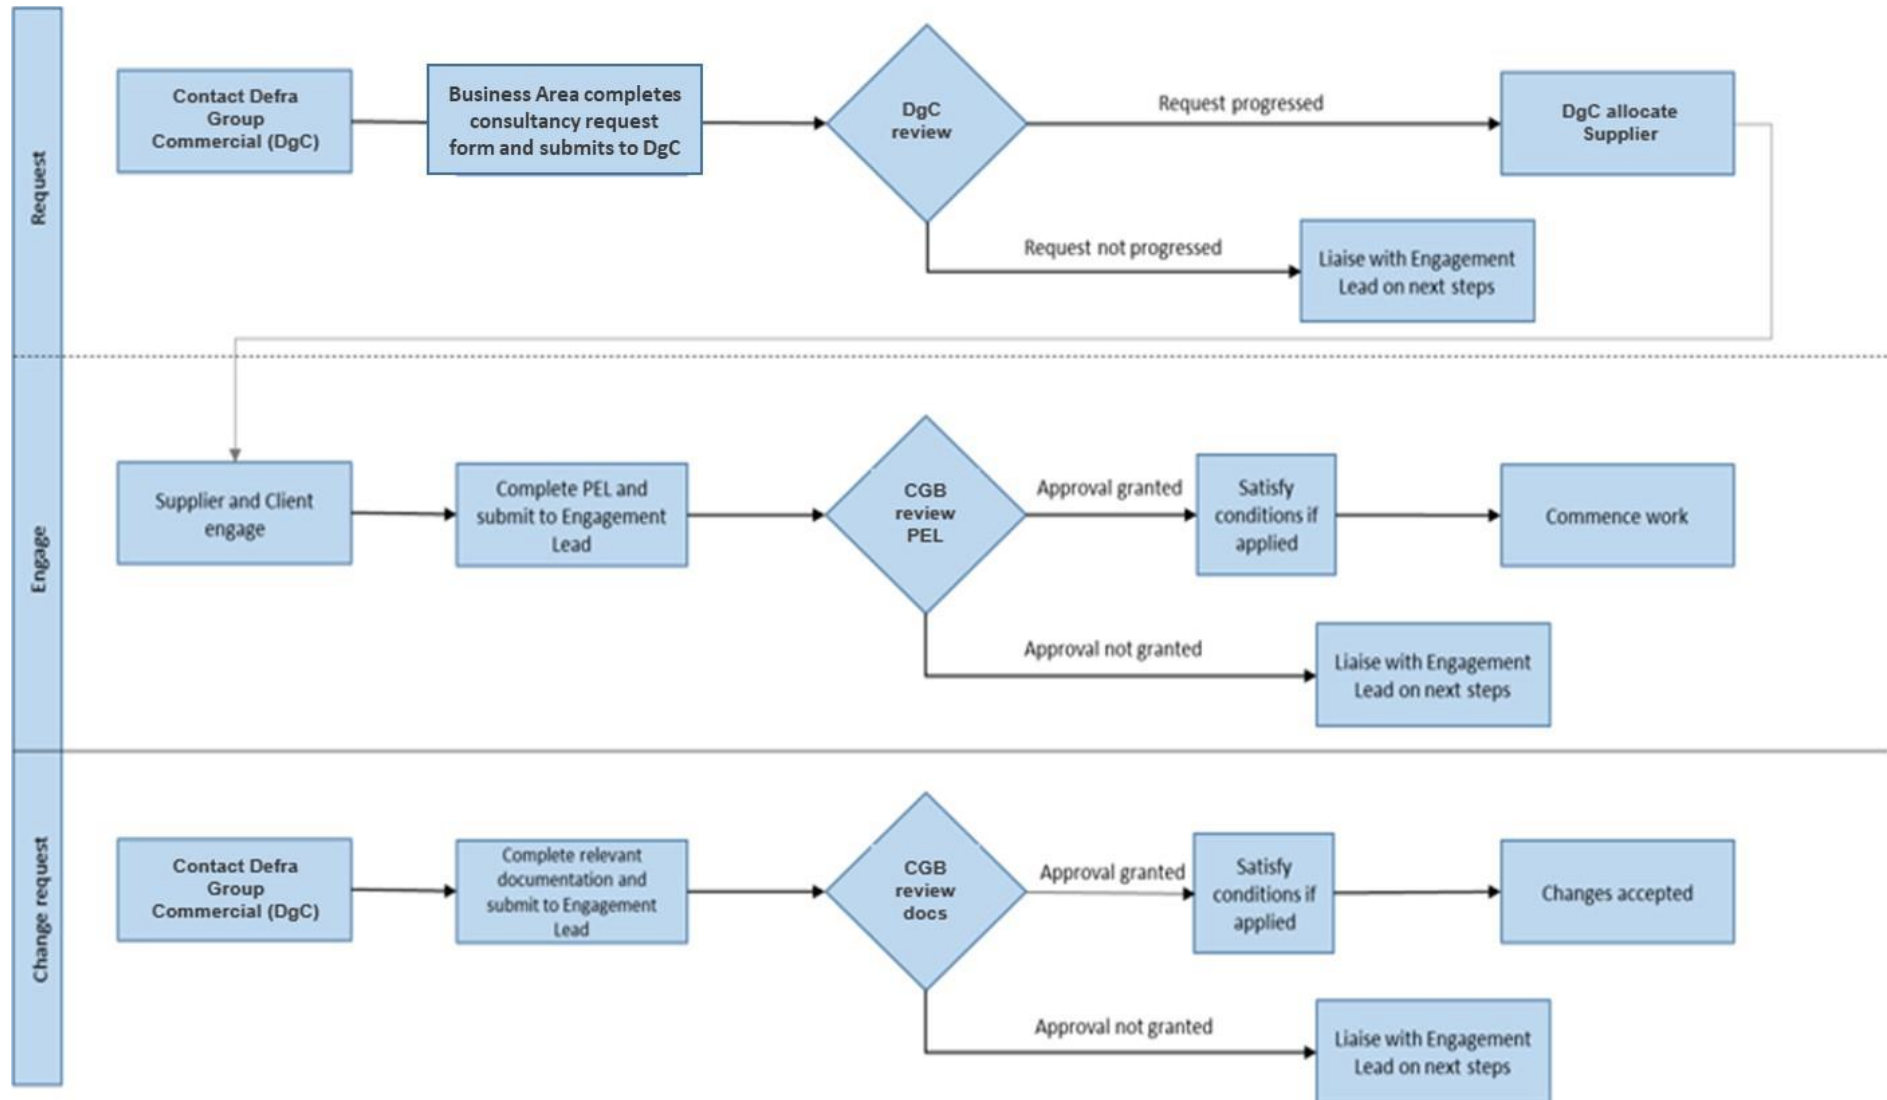 Request
Contact Defra
Group
Commercial (DgC)
Business Area completes
consultancy request
form and submits to DgC
DgC
review
Request progressed
DgC allocate
Supplier
Request not progressed
Liaise with Engagement
Lead on next steps
Engage
Supplier and Client
engage
Complete PEL and
submit to Engagement
Lead
CGB
review
PEL
Approval granted
Satisfy
conditions if
applied
Commence work
Approval not granted
Liaise with Engagement
Lead on next steps
Change request
Contact Defra
Group
Commercial (DgC)
Complete relevant
documentation and
submit to Engagement
Lead
CGB
review
docs
Approval granted
Satisfy
conditions if
applied
Changes accepted
Approval not granted
Liaise with Engagement
Lead on next steps